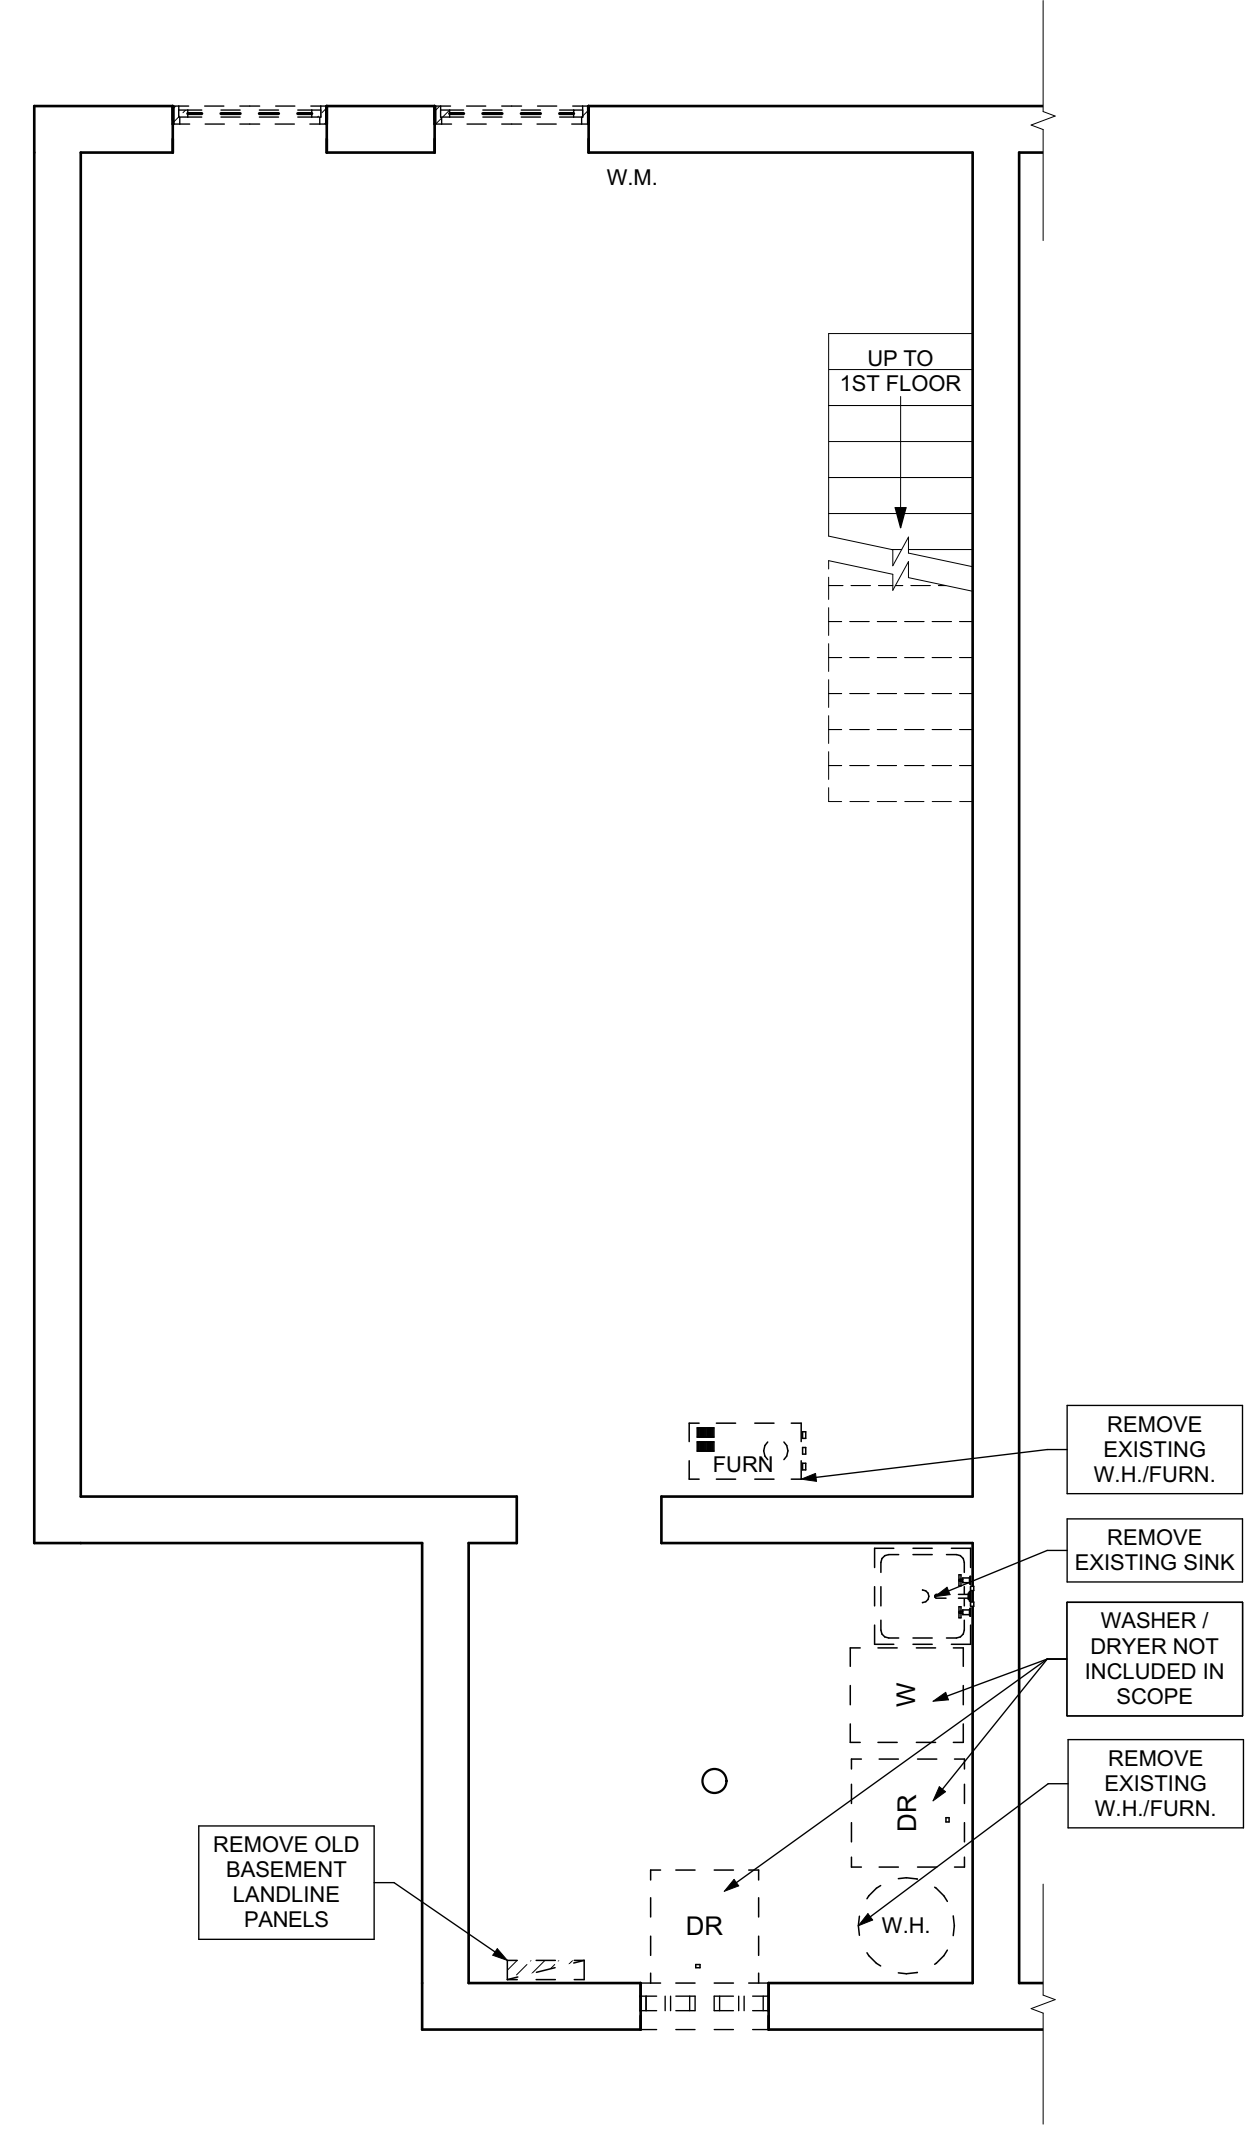 W.M.
UP TO
1ST FLOOR
FURN
REMOVE
EXISTING
W.H./FURN.
REMOVE
EXISTING SINK
WASHER /
DRYER NOT
INCLUDED IN
SCOPE
W
DR
REMOVE
EXISTING
W.H./FURN.
REMOVE OLD
BASEMENT
LANDLINE
PANELS
DR
W.H.